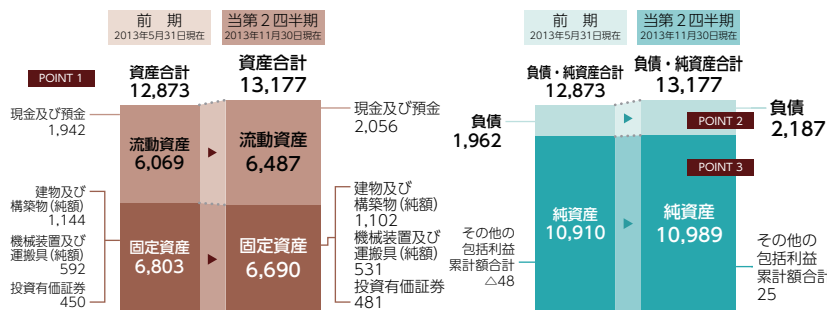 前　期
2013年5月31日現在
当第２四半期
2013年11月30日現在
POINT 1
資産合計
12,873
資産合計
13,177
現金及び預金
1,942
流動資産
6,069
流動資産
6,487
現金及び預金
2,056
建物及び
構築物（純額）
1,144
機械装置及び
運搬具（純額）
592
投資有価証券
450
固定資産
6,803
固定資産
6,690
建物及び
構築物（純額）
1,102
機械装置及び
運搬具（純額）
531
投資有価証券
481
前　期
2013年5月31日現在
当第２四半期
2013年11月30日現在
負債・純資産合計
12,873
負債・純資産合計
13,177
負債
1,962
POINT 2
負債
2,187
POINT 3
純資産
10,910
純資産
10,989
その他の
包括利益
累計額合計
△48
その他の
包括利益
累計額合計
25